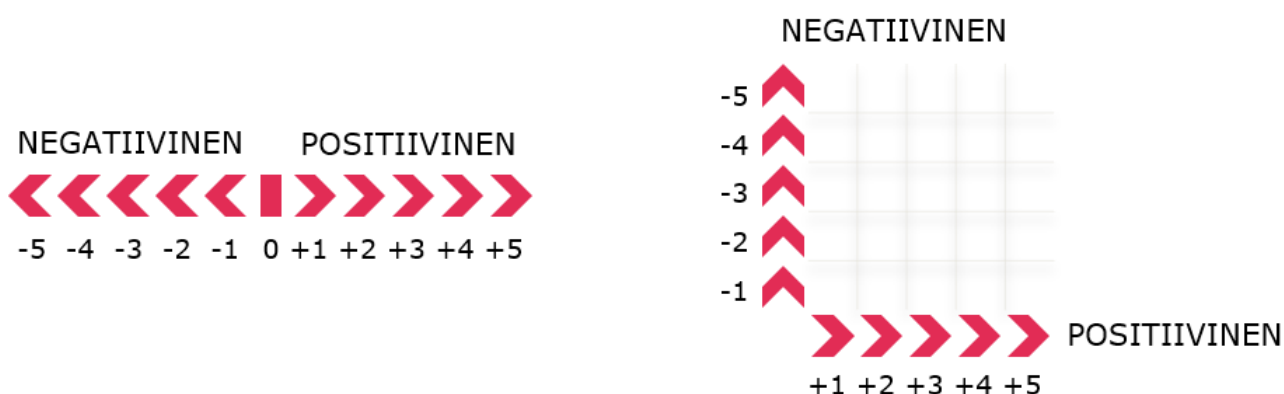 NEGATIIVINEN POSITIIVINEN
-5 -4 -3 -2 -1 0 +1 +2 +3 +4 +5
NEGATIIVINEN
-5
-4
-3
-2
-1
POSITIIVINEN
+1 +2 +3 +4 +5